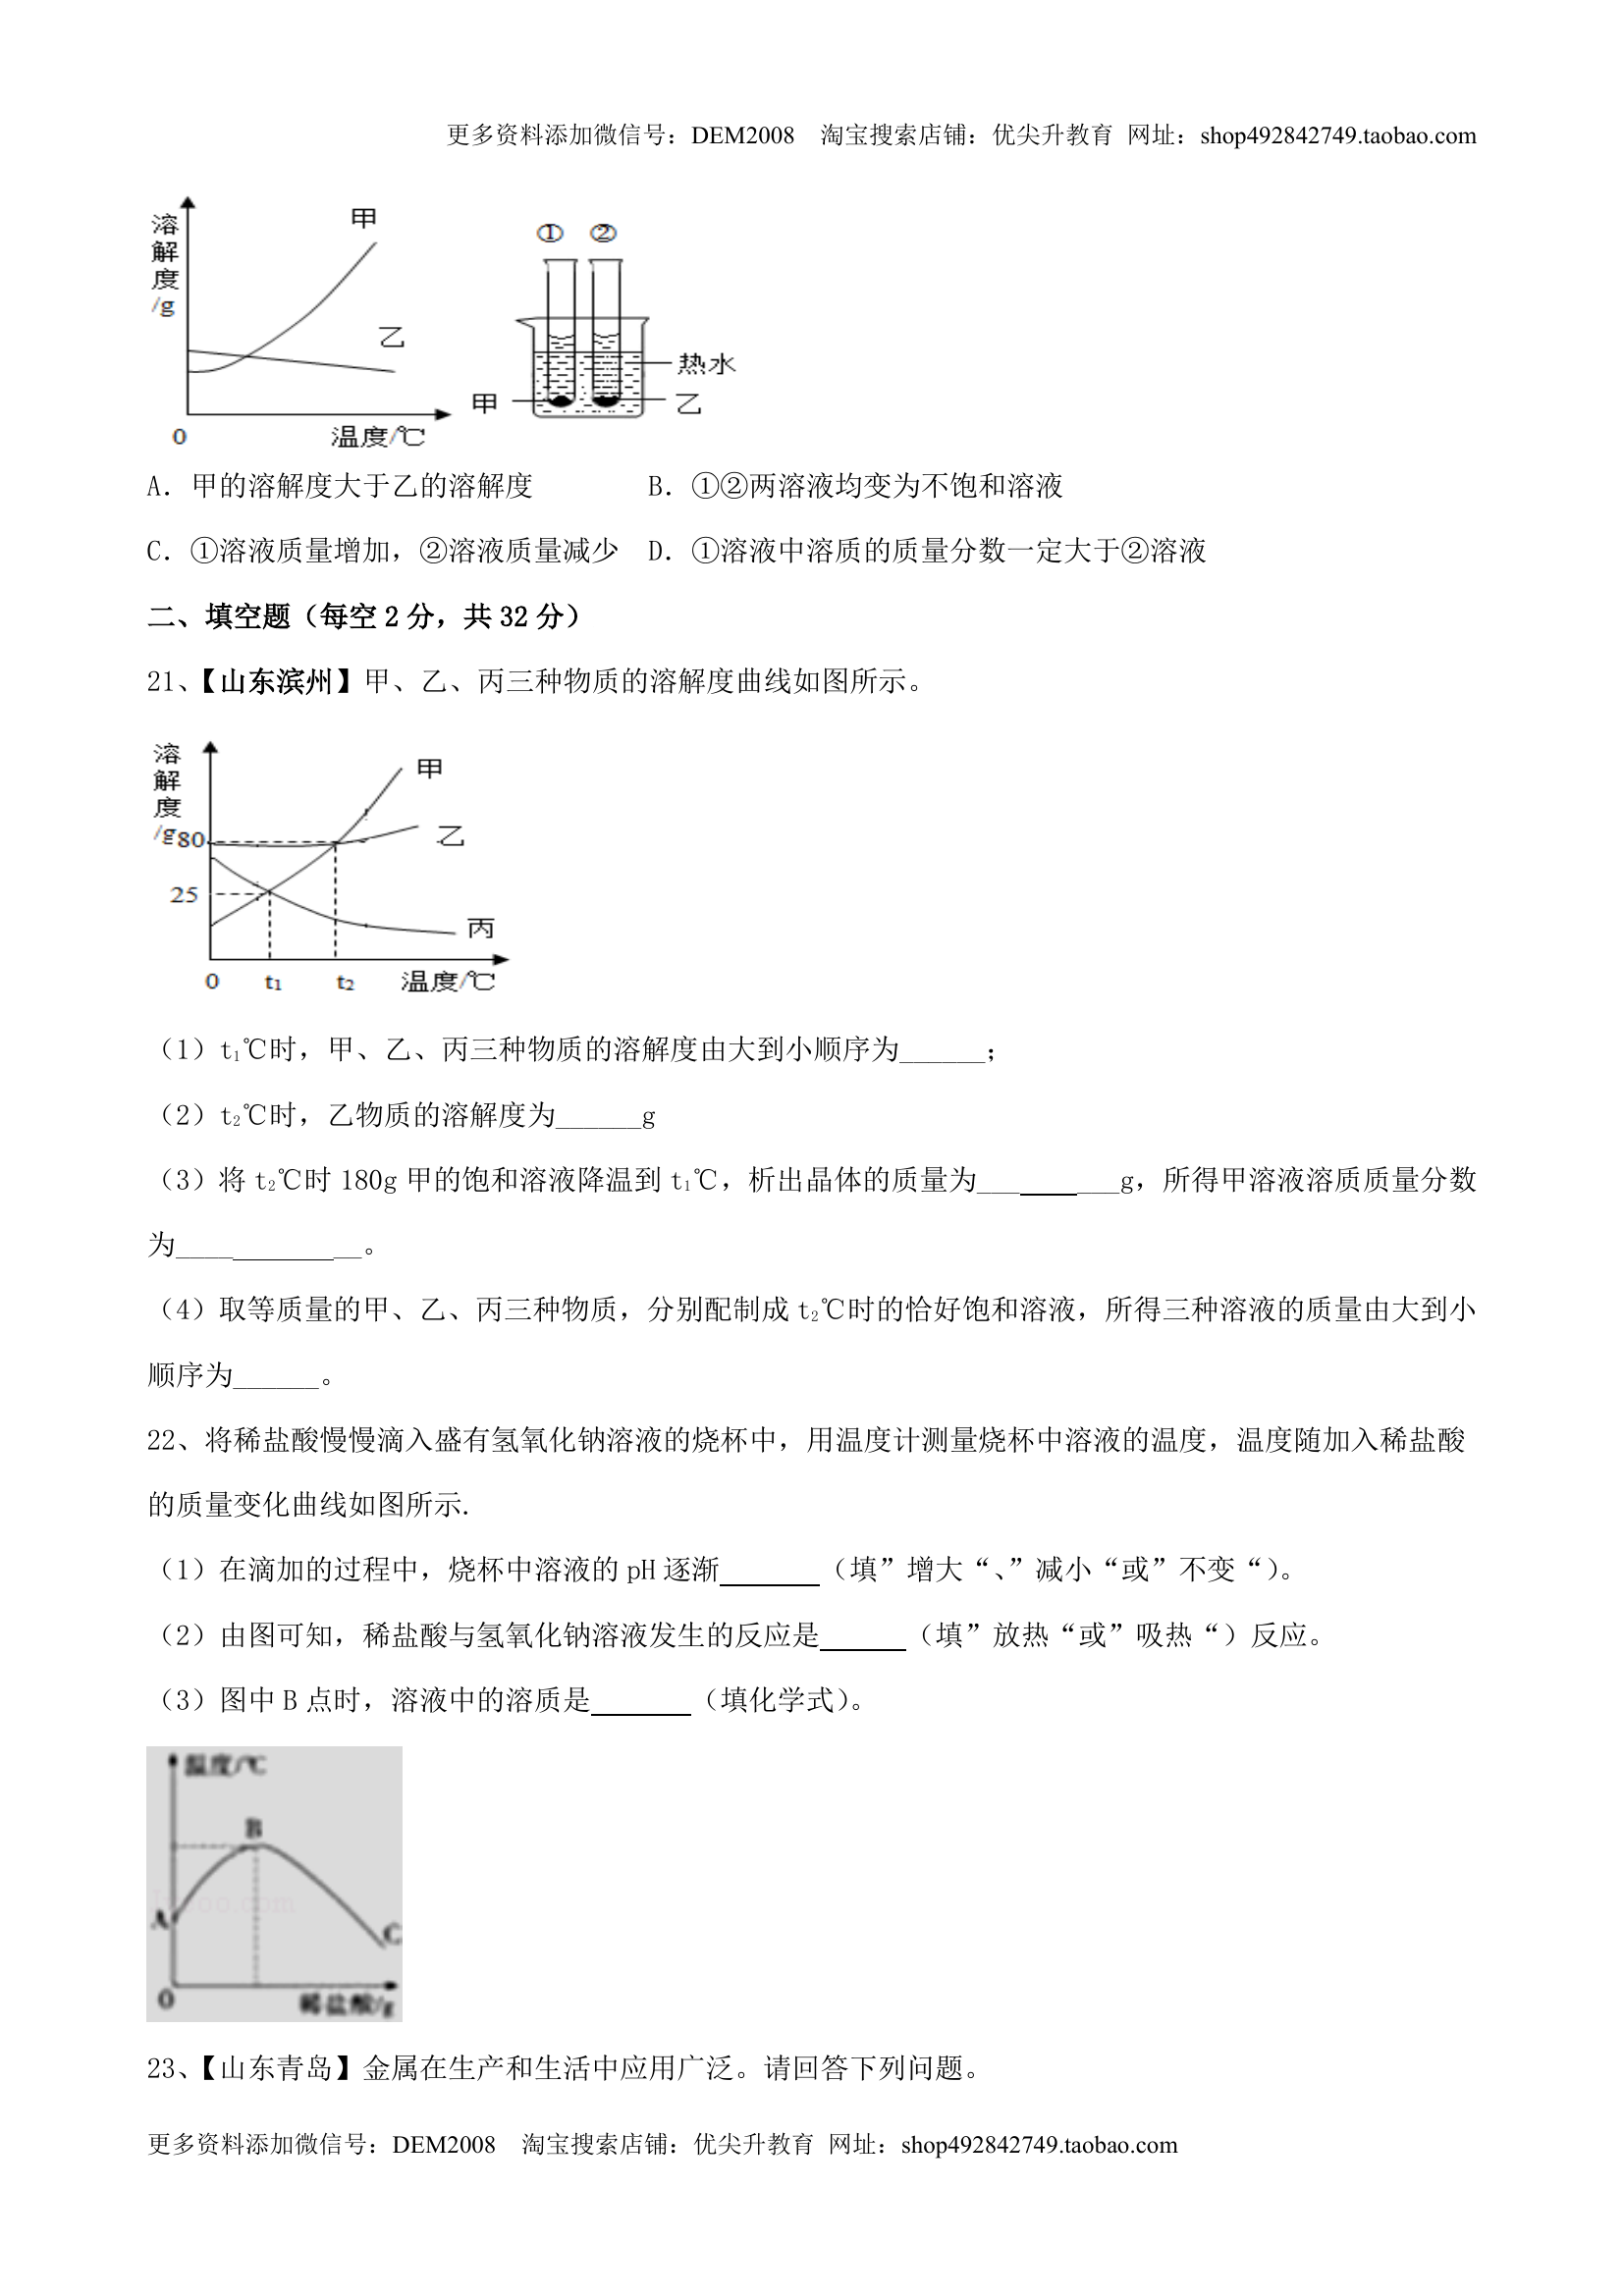 更多资料添加微信号：DEM2008　淘宝搜索店铺：优尖升教育 网址：shop492842749.taobao.com
溶解度/g
甲
乙
0
温度/℃
① ②
热水
甲
乙
A．甲的溶解度大于乙的溶解度　　B．①②两溶液均变为不饱和溶液
C．①溶液质量增加，②溶液质量减少　D．①溶液中溶质的质量分数一定大于②溶液
二、填空题（每空 2 分，共 32 分）
21、【山东滨州】甲、乙、丙三种物质的溶解度曲线如图所示。
溶解度/g
甲
80
乙
25
丙
0 t₁ t₂ 温度/℃
（1）t₁℃时，甲、乙、丙三种物质的溶解度由大到小顺序为______；
（2）t₂℃时，乙物质的溶解度为______g
（3）将 t₂℃时 180g 甲的饱和溶液降温到 t₁℃，析出晶体的质量为__________g，所得甲溶液溶质质量分数
为_____________。
（4）取等质量的甲、乙、丙三种物质，分别配制成 t₂℃时的恰好饱和溶液，所得三种溶液的质量由大到小
顺序为______。
22、将稀盐酸慢慢滴入盛有氢氧化钠溶液的烧杯中，用温度计测量烧杯中溶液的温度，温度随加入稀盐酸
的质量变化曲线如图所示.
（1）在滴加的过程中，烧杯中溶液的 pH 逐渐_______（填”增大“、”减小“或”不变“）。
（2）由图可知，稀盐酸与氢氧化钠溶液发生的反应是______（填”放热“或”吸热“）反应。
（3）图中 B 点时，溶液中的溶质是_______（填化学式）。
温度/℃
B
A
C
0
稀盐酸/g
23、【山东青岛】金属在生产和生活中应用广泛。请回答下列问题。
更多资料添加微信号：DEM2008　淘宝搜索店铺：优尖升教育 网址：shop492842749.taobao.com